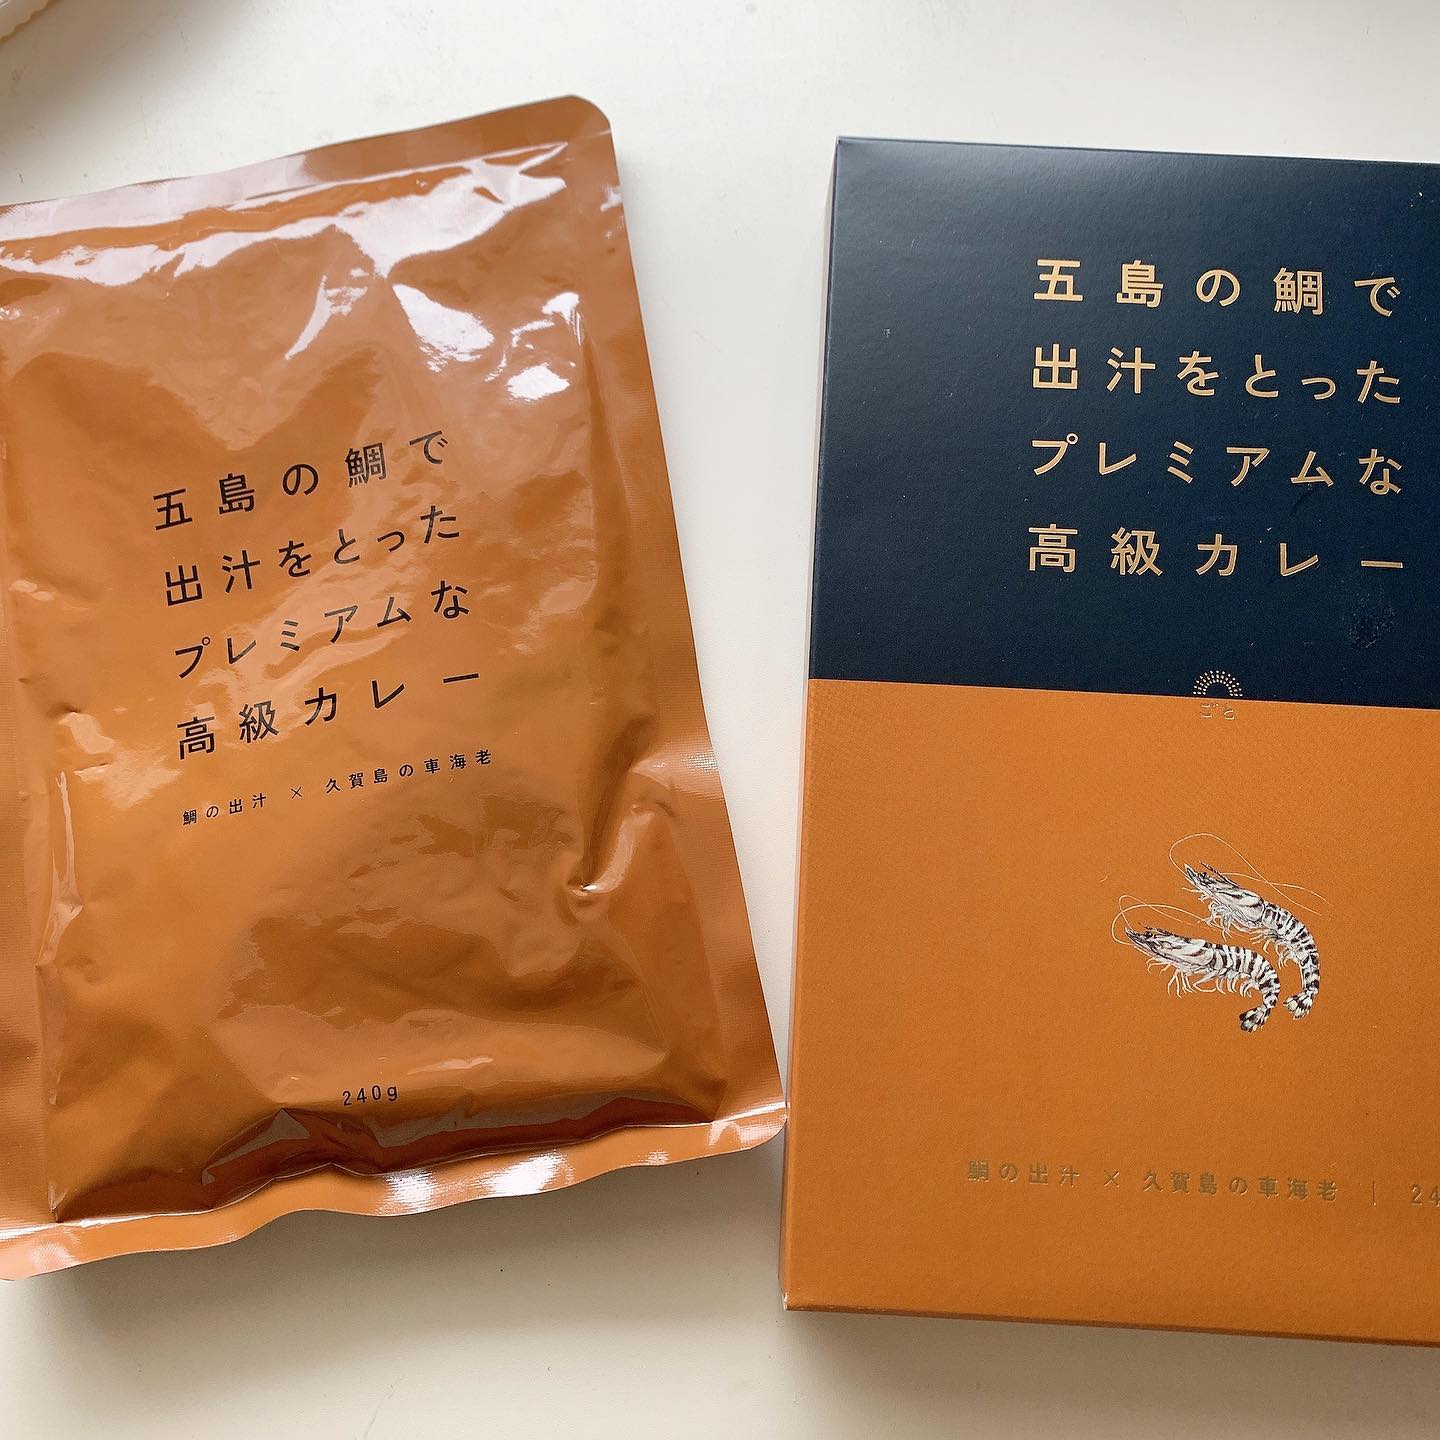 五島の鯛で
出汁をとった
プレミアムな
高級カレー
鯛の出汁 × 久賀島の車海老
240g
五島の鯛で
出汁をとった
プレミアムな
高級カレー
ごと
鯛の出汁 × 久賀島の車海老 | 24